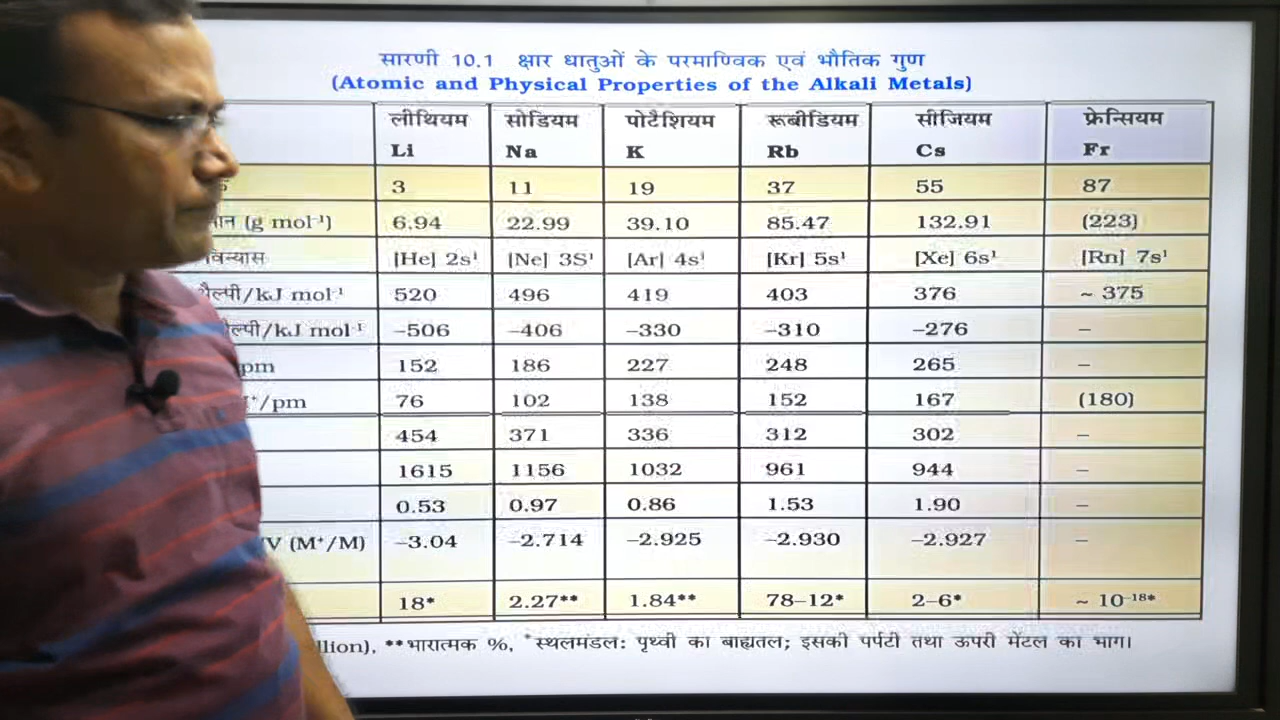 सारणी 10.1 क्षार धातुओं के परमाण्विक एवं भौतिक गुण
(Atomic and Physical Properties of the Alkali Metals)
लीथियम सोडियम पोटैशियम रूबीडियम सीजियम फ्रेन्सियम
Li Na K Rb Cs Fr
3 11 19 37 55 87
(g mol⁻¹) 6.94 22.99 39.10 85.47 132.91 (223)
विन्यास [He] 2s¹ [Ne] 3S¹ [Ar] 4s¹ [Kr] 5s¹ [Xe] 6s¹ [Rn] 7s¹
/kJ mol⁻¹ 520 496 419 403 376 ~ 375
/kJ mol⁻¹ –506 –406 –330 –310 –276 –
pm 152 186 227 248 265 –
/pm 76 102 138 152 167 (180)
454 371 336 312 302 –
1615 1156 1032 961 944 –
0.53 0.97 0.86 1.53 1.90 –
V (M⁺/M) –3.04 –2.714 –2.925 –2.930 –2.927 –
18* 2.27** 1.84** 78–12* 2–6* ~ 10⁻¹⁸*
llion), **भारात्मक %, ⁺स्थलमंडल: पृथ्वी का बाह्यतल; इसकी पर्पटी तथा ऊपरी मेंटल का भाग।